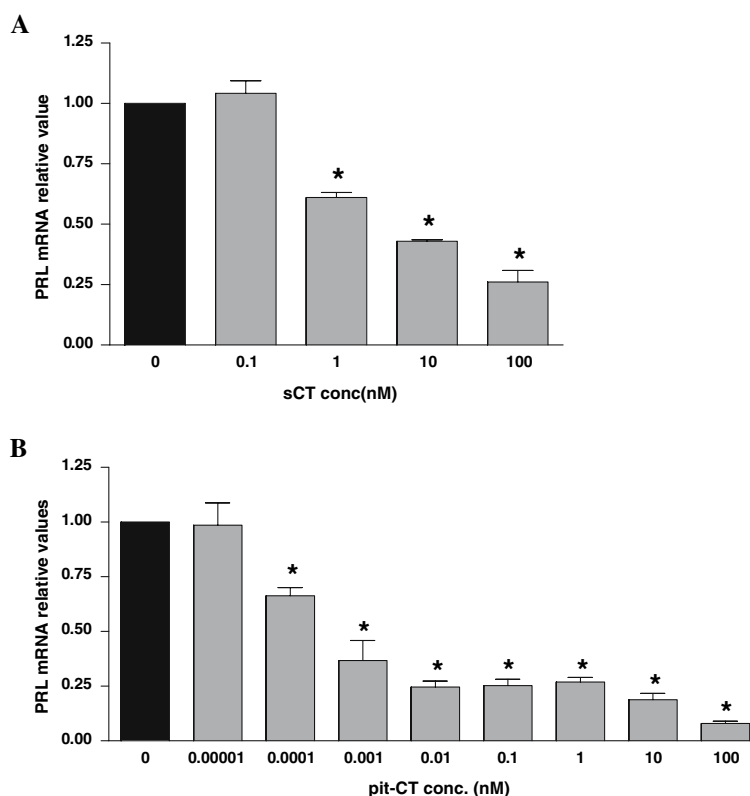 A
PRL mRNA relative value
1.25
1.00
0.75
0.50
0.25
0.00
* * *
0 0.1 1 10 100
sCT conc(nM)
B
PRL mRNA relative values
1.25
1.00
0.75
0.50
0.25
0.00
* * * * * * *
0 0.00001 0.0001 0.001 0.01 0.1 1 10 100
pit-CT conc. (nM)